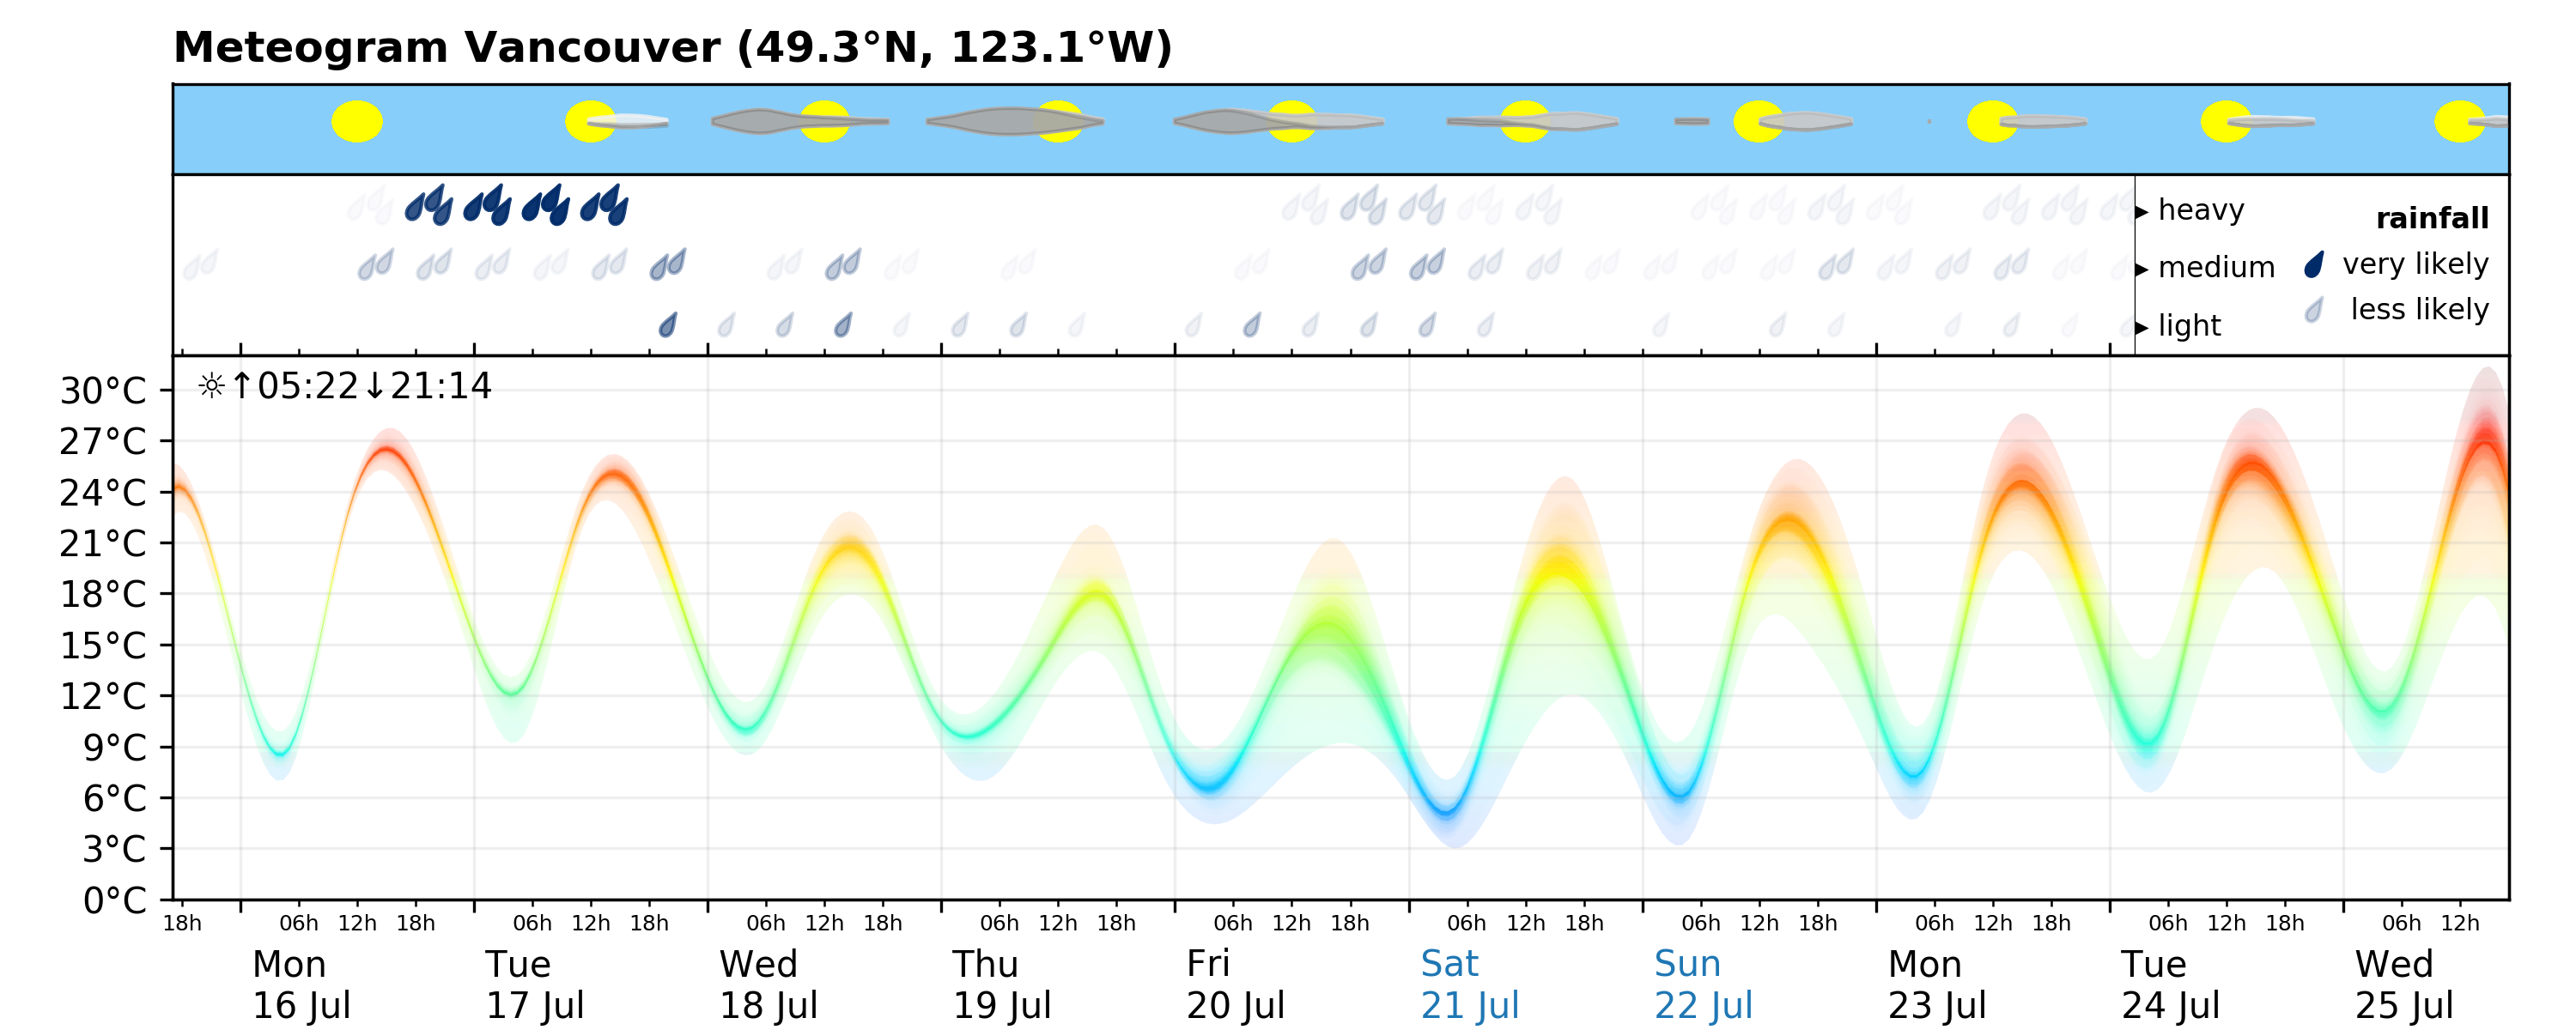 Meteogram Vancouver (49.3°N, 123.1°W)
▸ heavy
rainfall
▸ medium
very likely
less likely
▸ light
☼↑05:22↓21:14
30°C
27°C
24°C
21°C
18°C
15°C
12°C
9°C
6°C
3°C
0°C
18h 06h 12h 18h 06h 12h 18h 06h 12h 18h 06h 12h 18h 06h 12h 18h 06h 12h 18h 06h 12h 18h 06h 12h 18h 06h 12h 18h 06h 12h
Mon Tue Wed Thu Fri Sat Sun Mon Tue Wed
16 Jul 17 Jul 18 Jul 19 Jul 20 Jul 21 Jul 22 Jul 23 Jul 24 Jul 25 Jul